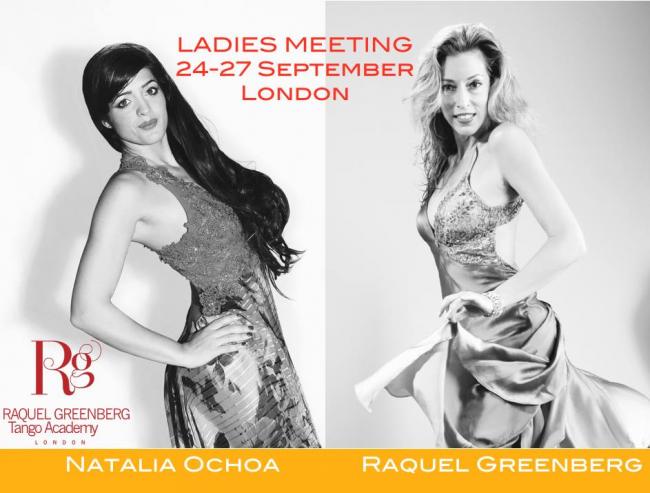 LADIES MEETING
24-27 SEPTEMBER
LONDON
Rg
RAQUEL GREENBERG
Tango Academy
LONDON
NATALIA OCHOA
RAQUEL GREENBERG